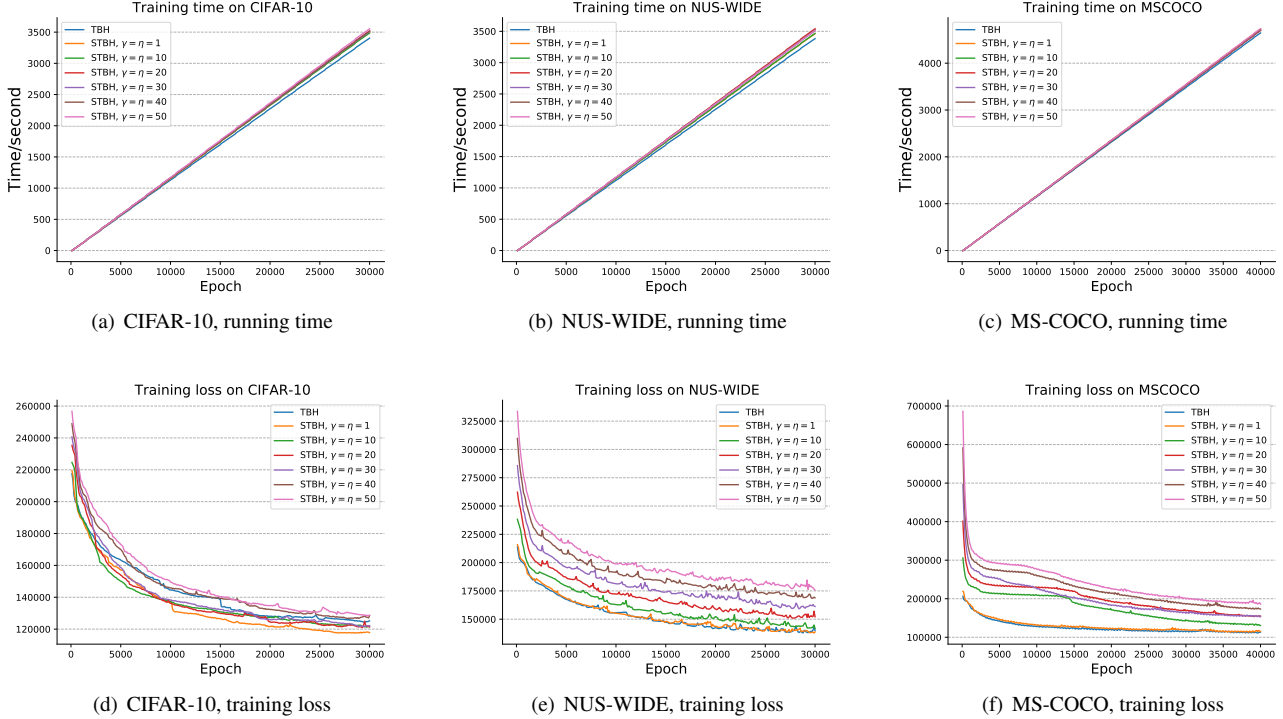 Training time on CIFAR-10
3500
3000
2500
2000
1500
1000
500
0
Time/second
TBH
STBH, γ = η = 1
STBH, γ = η = 10
STBH, γ = η = 20
STBH, γ = η = 30
STBH, γ = η = 40
STBH, γ = η = 50
0 5000 10000 15000 20000 25000 30000
Epoch
(a) CIFAR-10, running time
Training time on NUS-WIDE
3500
3000
2500
2000
1500
1000
500
0
Time/second
TBH
STBH, γ = η = 1
STBH, γ = η = 10
STBH, γ = η = 20
STBH, γ = η = 30
STBH, γ = η = 40
STBH, γ = η = 50
0 5000 10000 15000 20000 25000 30000
Epoch
(b) NUS-WIDE, running time
Training time on MSCOCO
4000
3000
2000
1000
0
Time/second
TBH
STBH, γ = η = 1
STBH, γ = η = 10
STBH, γ = η = 20
STBH, γ = η = 30
STBH, γ = η = 40
STBH, γ = η = 50
0 5000 10000 15000 20000 25000 30000 35000 40000
Epoch
(c) MS-COCO, running time
Training loss on CIFAR-10
260000
240000
220000
200000
180000
160000
140000
120000
TBH
STBH, γ = η = 1
STBH, γ = η = 10
STBH, γ = η = 20
STBH, γ = η = 30
STBH, γ = η = 40
STBH, γ = η = 50
0 5000 10000 15000 20000 25000 30000
Epoch
(d) CIFAR-10, training loss
Training loss on NUS-WIDE
325000
300000
275000
250000
225000
200000
175000
150000
TBH
STBH, γ = η = 1
STBH, γ = η = 10
STBH, γ = η = 20
STBH, γ = η = 30
STBH, γ = η = 40
STBH, γ = η = 50
0 5000 10000 15000 20000 25000 30000
Epoch
(e) NUS-WIDE, training loss
Training loss on MSCOCO
700000
600000
500000
400000
300000
200000
100000
TBH
STBH, γ = η = 1
STBH, γ = η = 10
STBH, γ = η = 20
STBH, γ = η = 30
STBH, γ = η = 40
STBH, γ = η = 50
0 5000 10000 15000 20000 25000 30000 35000 40000
Epoch
(f) MS-COCO, training loss